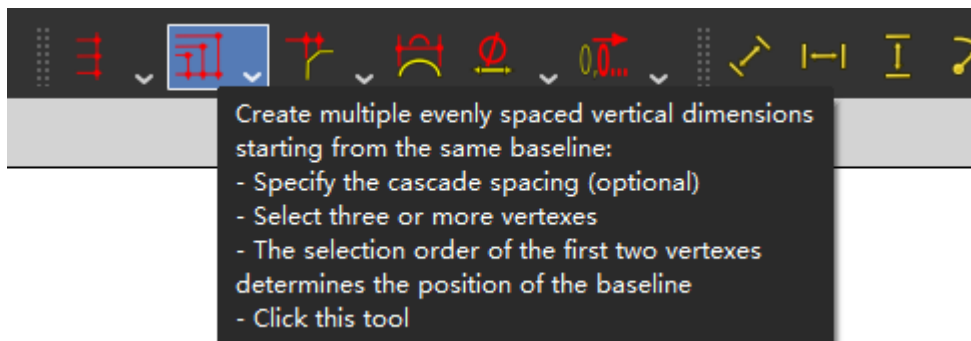 0,0...
Create multiple evenly spaced vertical dimensions
starting from the same baseline:
- Specify the cascade spacing (optional)
- Select three or more vertexes
- The selection order of the first two vertexes
determines the position of the baseline
- Click this tool